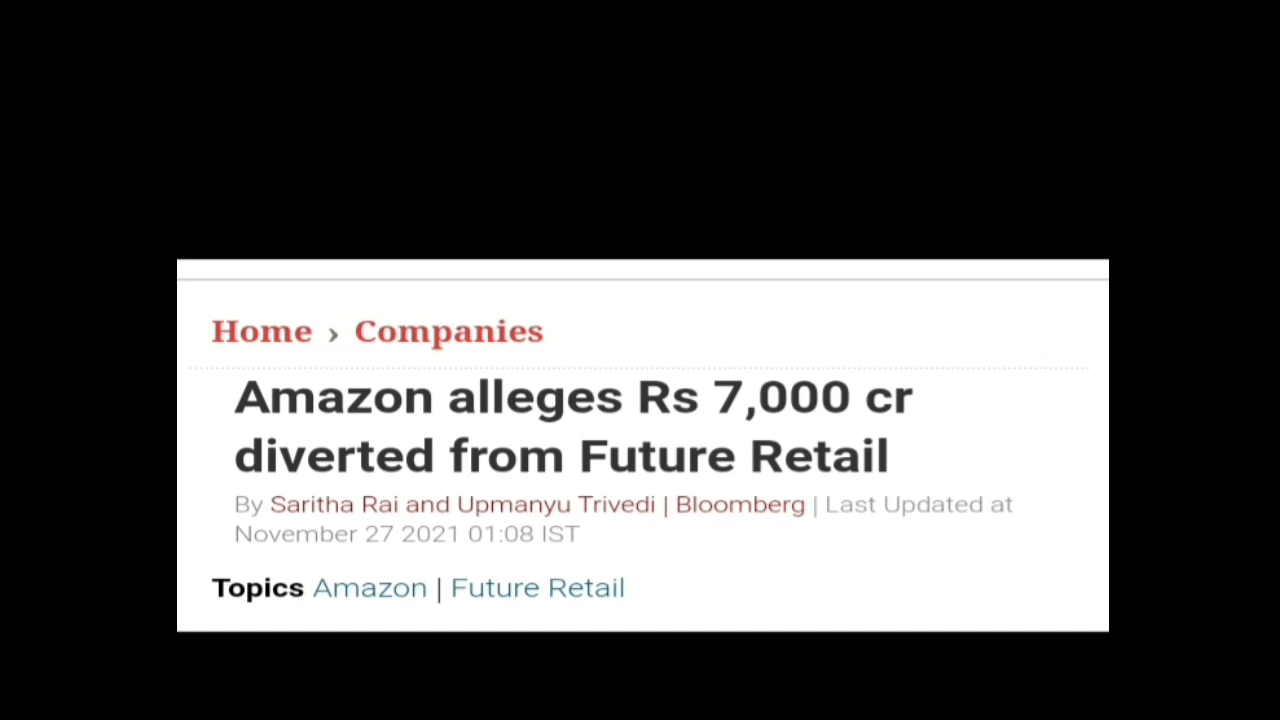 Home › Companies
Amazon alleges Rs 7,000 cr
diverted from Future Retail
By Saritha Rai and Upmanyu Trivedi | Bloomberg | Last Updated at
November 27 2021 01:08 IST
Topics Amazon | Future Retail